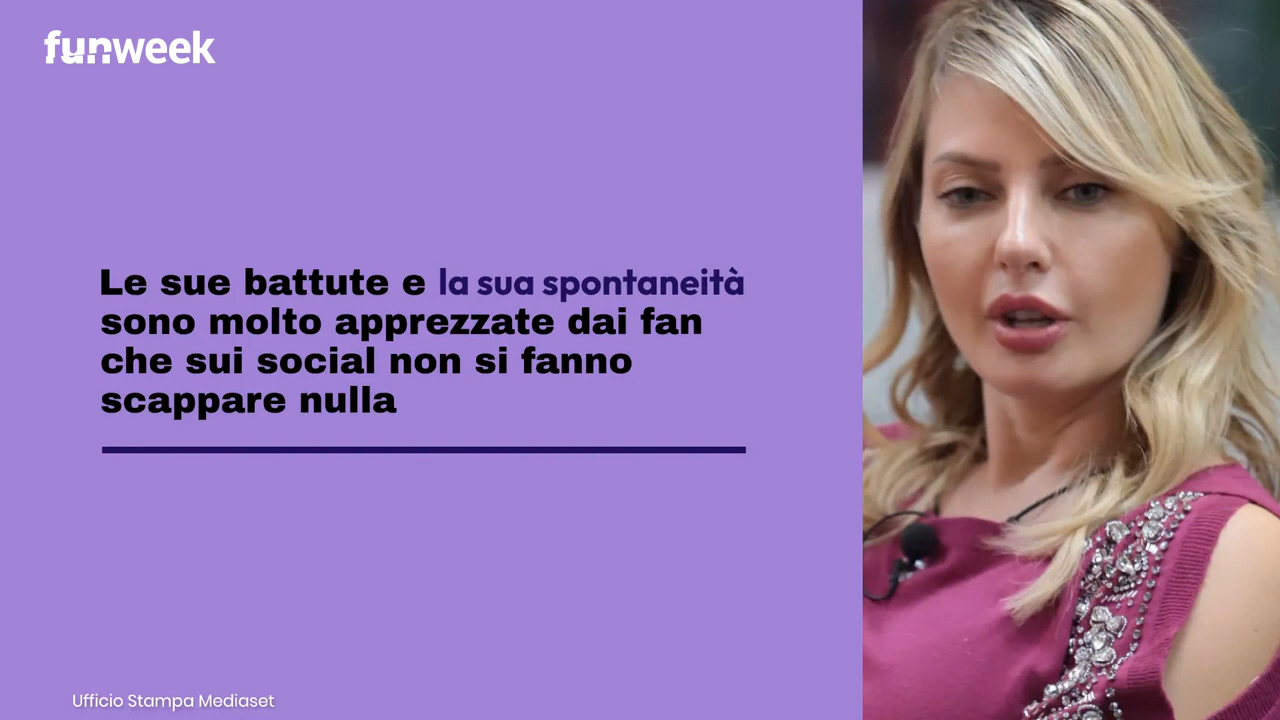 funweek
Le sue battute e la sua spontaneità
sono molto apprezzate dai fan
che sui social non si fanno
scappare nulla
Ufficio Stampa Mediaset